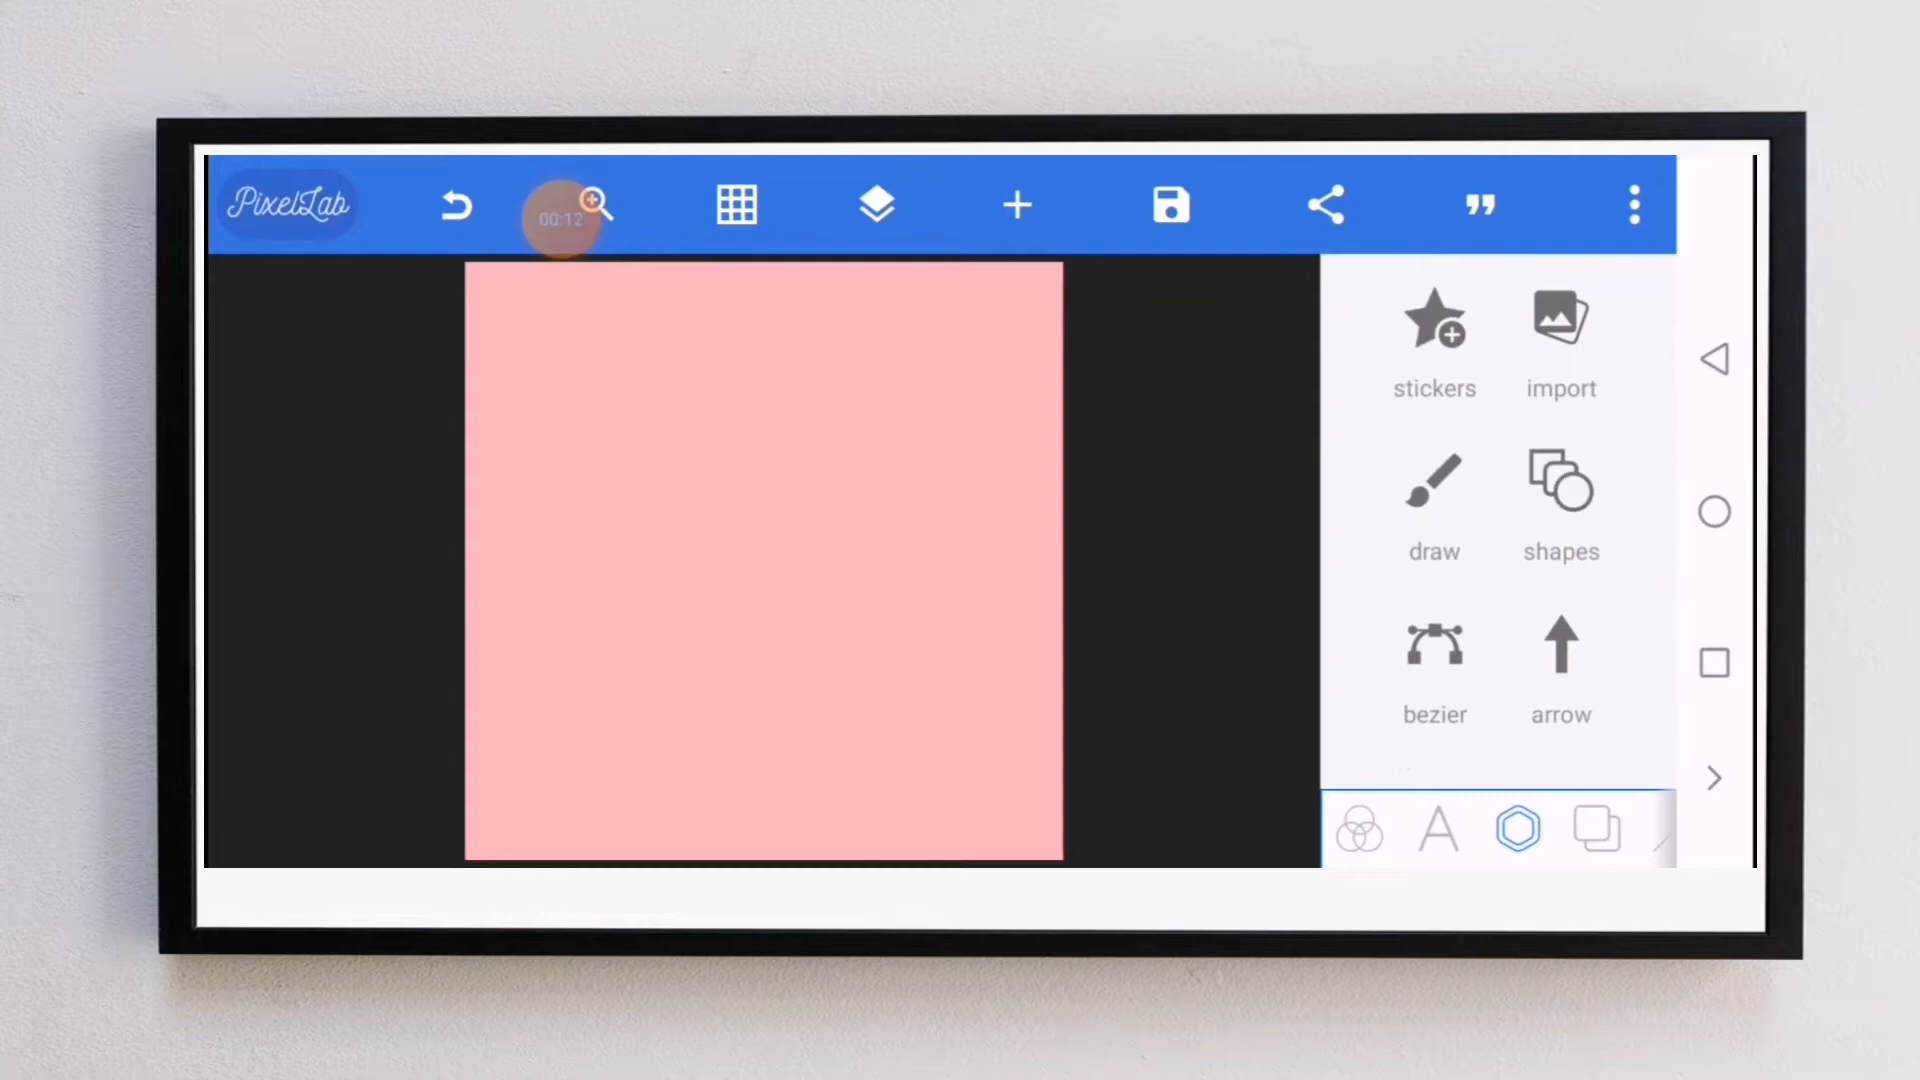 PixelLab
00:12
stickers
import
draw
shapes
bezier
arrow